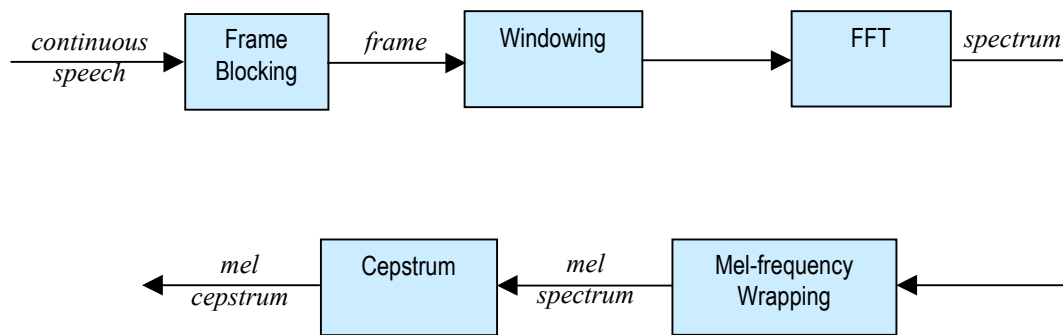 continuous
speech
Frame
Blocking
frame
Windowing
FFT
spectrum
mel
cepstrum
Cepstrum
mel
spectrum
Mel-frequency
Wrapping